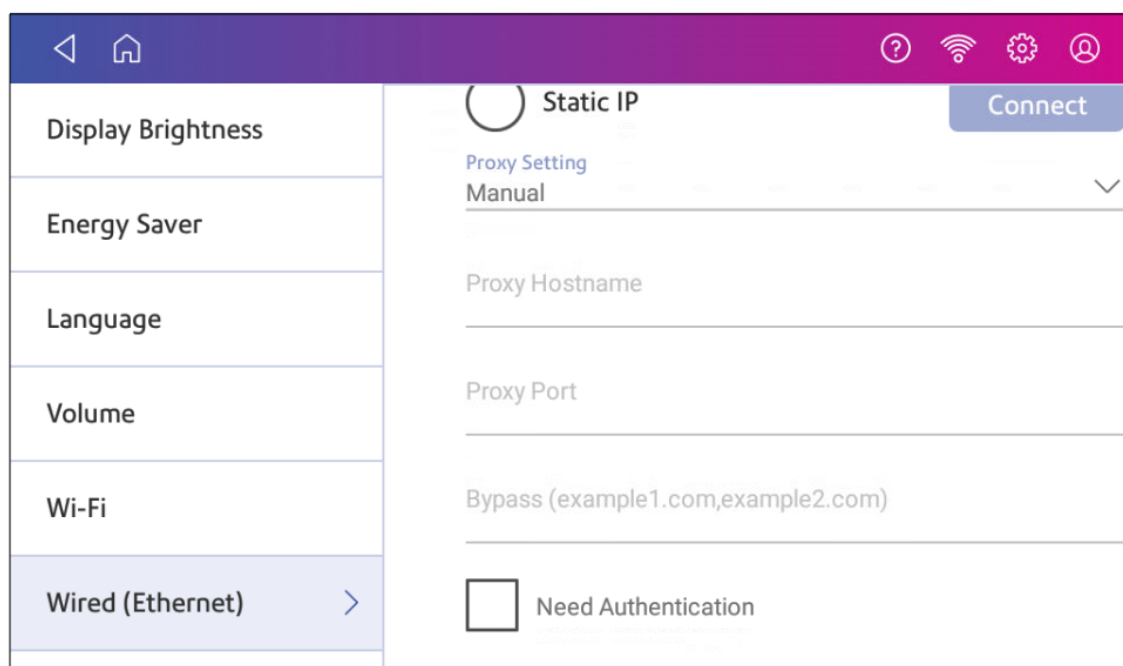 Display Brightness
Energy Saver
Language
Volume
Wi-Fi
Wired (Ethernet)
Static IP
Connect
Proxy Setting
Manual
Proxy Hostname
Proxy Port
Bypass (example1.com,example2.com)
Need Authentication